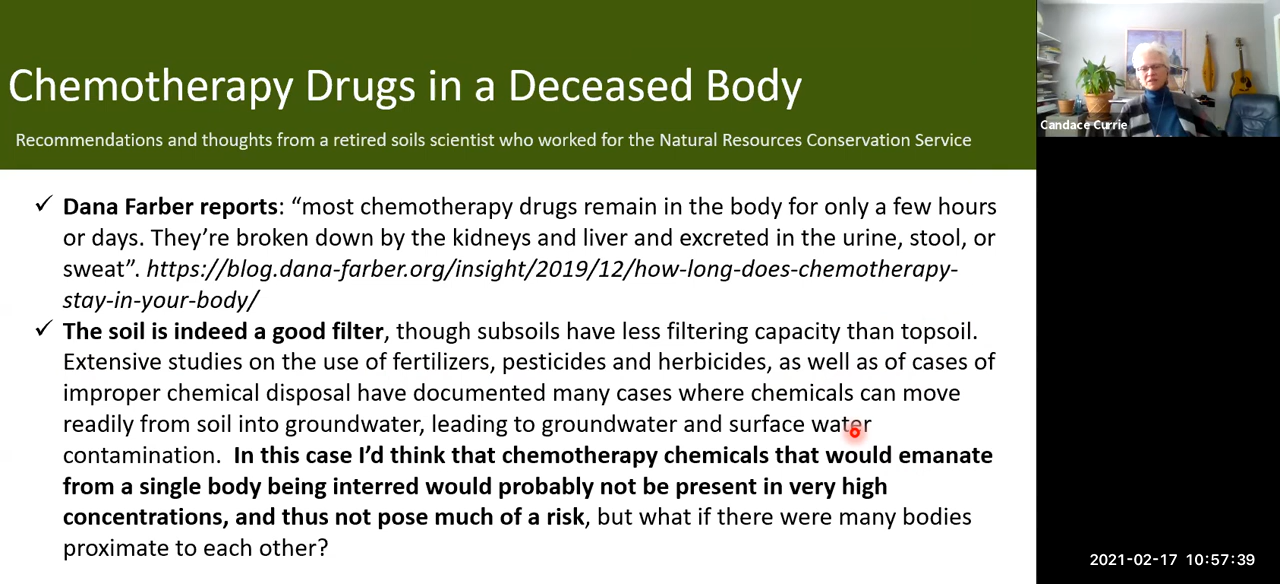 Chemotherapy Drugs in a Deceased Body
Recommendations and thoughts from a retired soils scientist who worked for the Natural Resources Conservation Service
✓ Dana Farber reports: “most chemotherapy drugs remain in the body for only a few hours
or days. They’re broken down by the kidneys and liver and excreted in the urine, stool, or
sweat”. https://blog.dana-farber.org/insight/2019/12/how-long-does-chemotherapy-
stay-in-your-body/
✓ The soil is indeed a good filter, though subsoils have less filtering capacity than topsoil.
Extensive studies on the use of fertilizers, pesticides and herbicides, as well as of cases of
improper chemical disposal have documented many cases where chemicals can move
readily from soil into groundwater, leading to groundwater and surface water
contamination. In this case I’d think that chemotherapy chemicals that would emanate
from a single body being interred would probably not be present in very high
concentrations, and thus not pose much of a risk, but what if there were many bodies
proximate to each other?
Candace Currie
2021-02-17 10:57:39